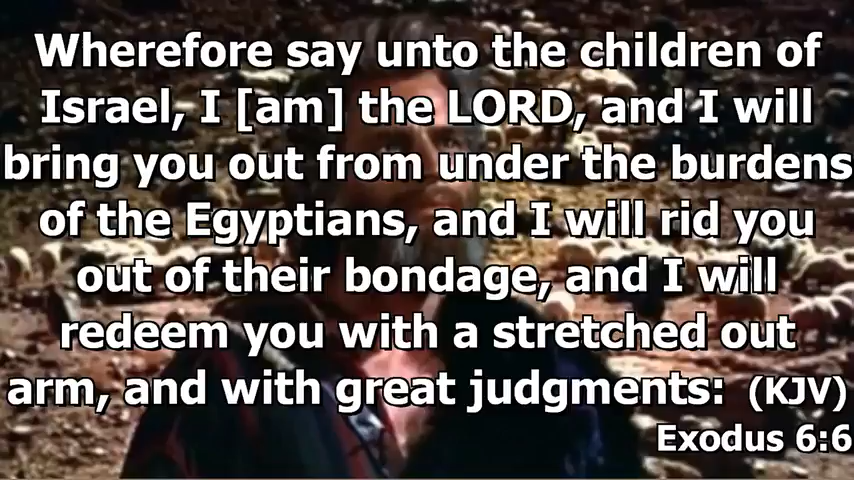 Wherefore say unto the children of
Israel, I [am] the LORD, and I will
bring you out from under the burdens
of the Egyptians, and I will rid you
out of their bondage, and I will
redeem you with a stretched out
arm, and with great judgments: (KJV)
Exodus 6:6